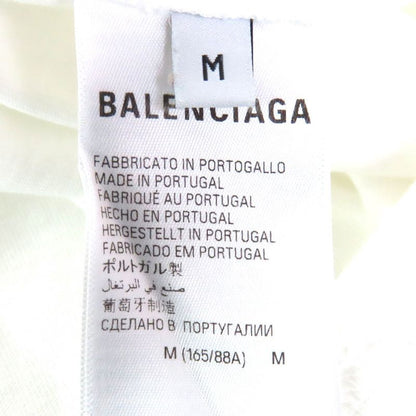 M
BALENCIAGA
FABBRICATO IN PORTOGALLO
MADE IN PORTUGAL
FABRIQUÉ AU PORTUGAL
HECHO EN PORTUGAL
HERGESTELLT IN PORTUGAL
FABRICADO EM PORTUGAL
ポルトガル製
صنع في البرتغال
葡萄牙制造
СДЕЛАНО В ПОРТУГАЛИИ
M (165/88A) M